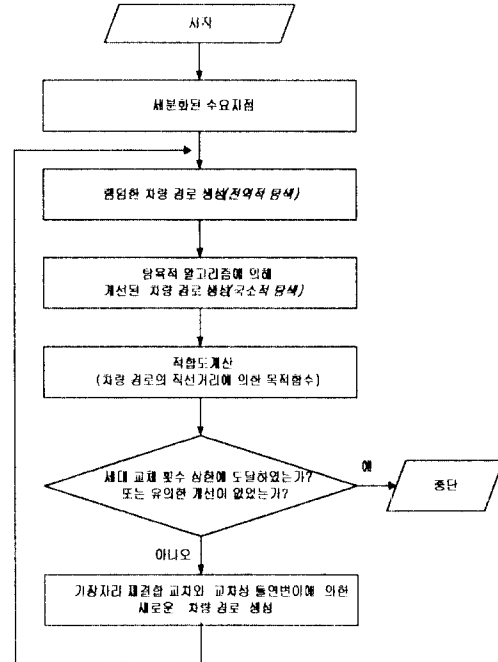 시작
세분화된 수요지점
랜덤한 차량 경로 생성(전역적 탐색)
탐욕적 알고리즘에 의해
개선된 차량 경로 생성(국소적 탐색)
적합도계산
(차량 경로의 직선거리에 의한 목적함수)
세대 교체 횟수 상한에 도달하였는가?
또는 유의한 개선이 없었는가?
예
중단
아니오
가장자리 재결합 교차와 교차성 돌연변이에 의한
새로운 차량 경로 생성